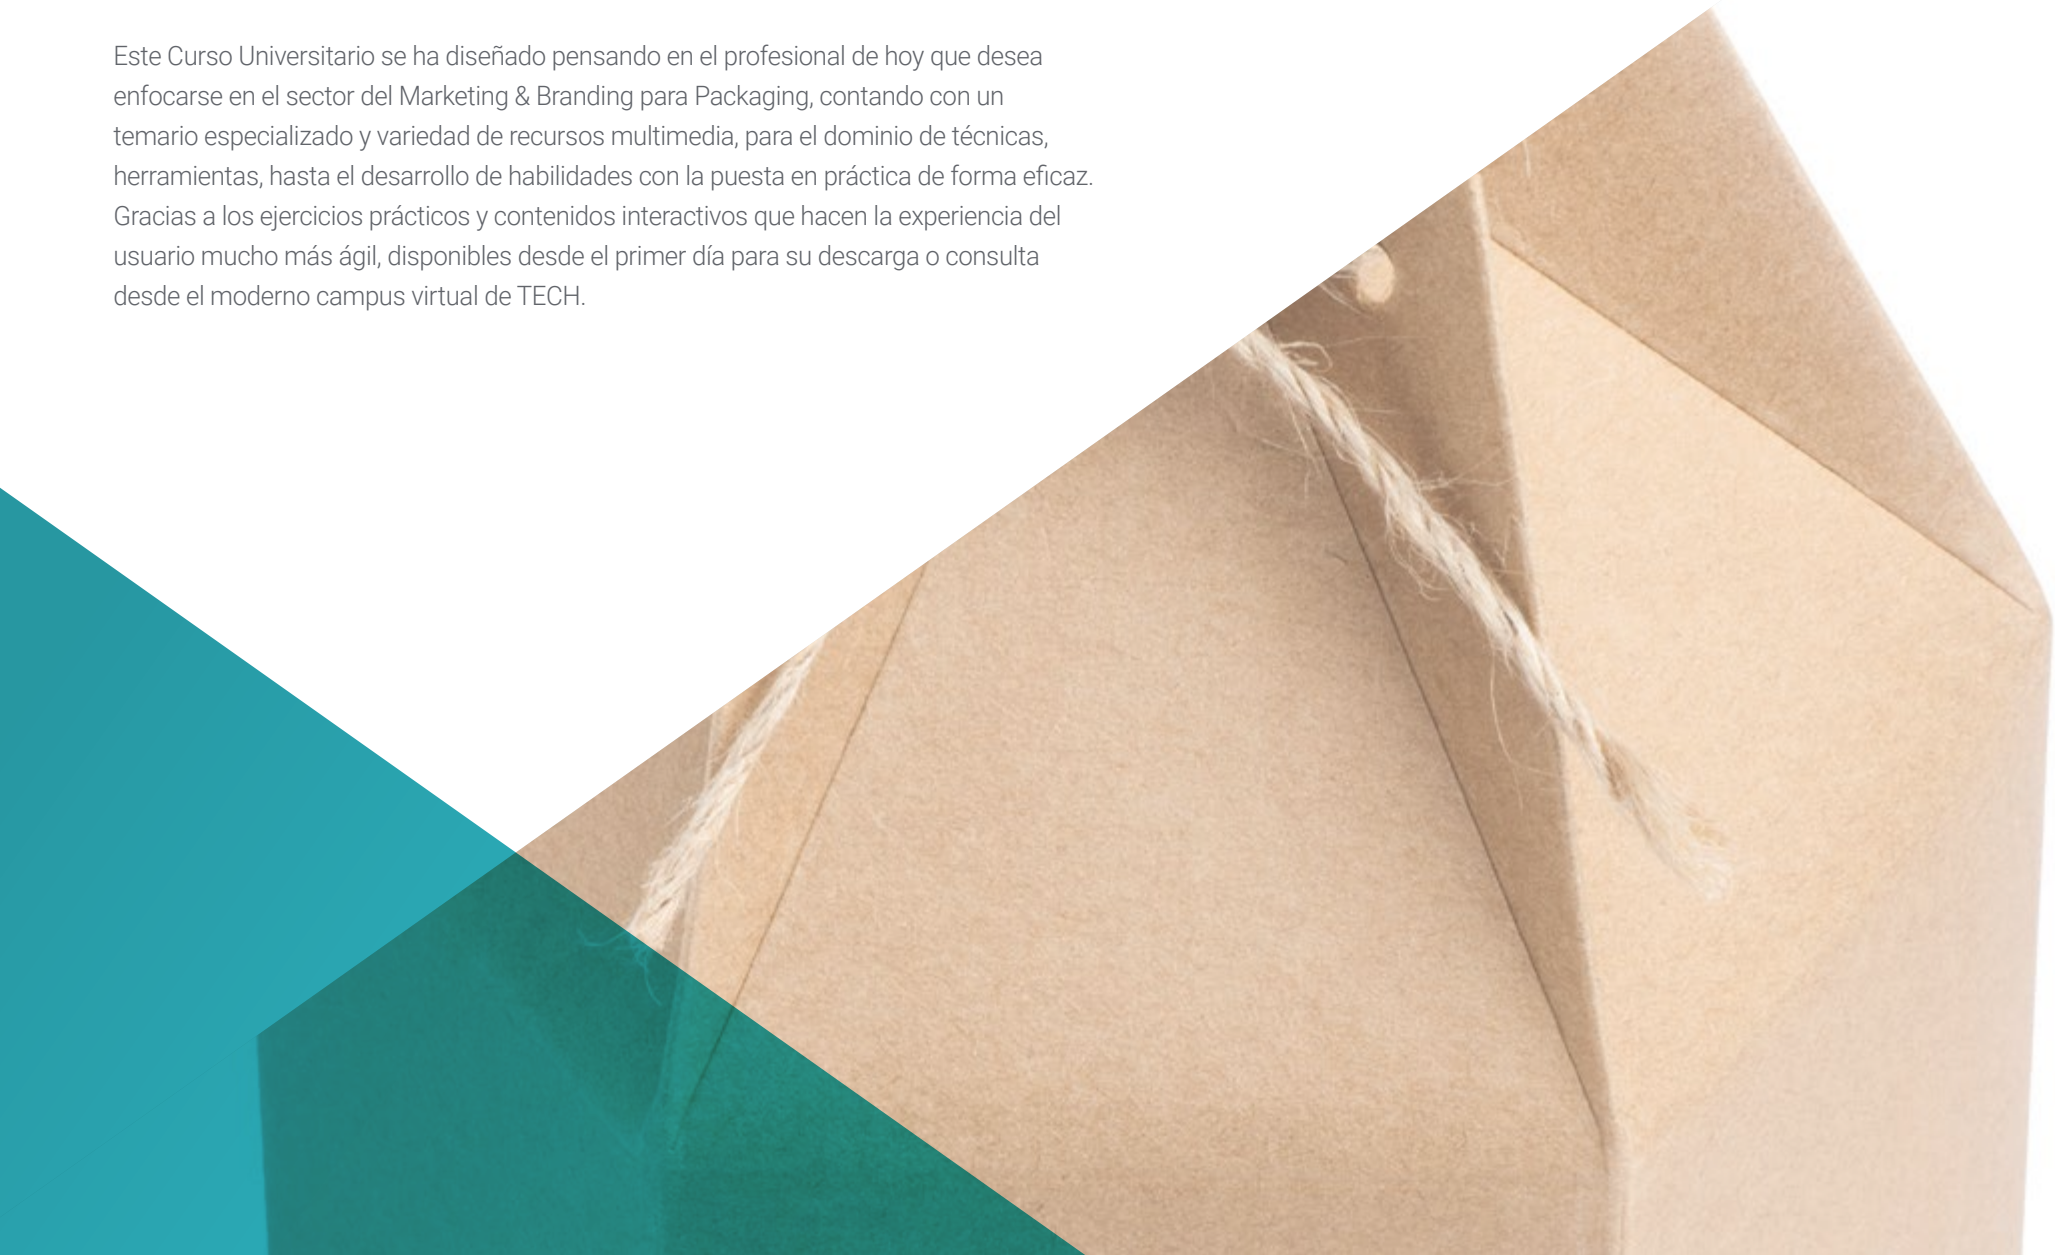 Este Curso Universitario se ha diseñado pensando en el profesional de hoy que desea
enfocarse en el sector del Marketing & Branding para Packaging, contando con un
temario especializado y variedad de recursos multimedia, para el dominio de técnicas,
herramientas, hasta el desarrollo de habilidades con la puesta en práctica de forma eficaz.
Gracias a los ejercicios prácticos y contenidos interactivos que hacen la experiencia del
usuario mucho más ágil, disponibles desde el primer día para su descarga o consulta
desde el moderno campus virtual de TECH.